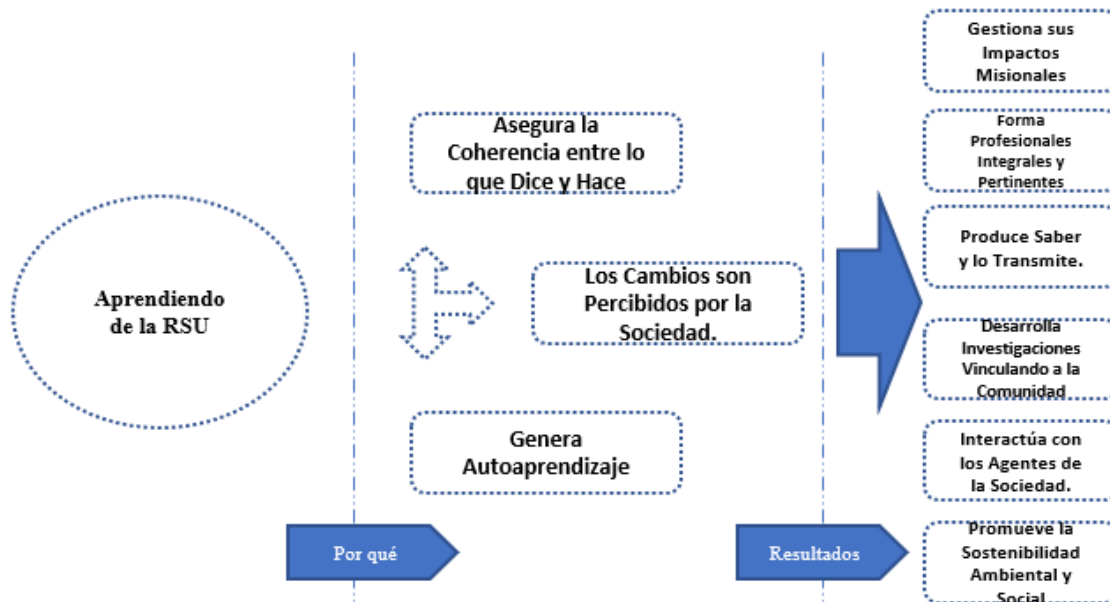 Aprendiendo
de la RSU
Asegura la
Coherencia entre lo
que Dice y Hace
Los Cambios son
Percibidos por la
Sociedad.
Genera
Autoaprendizaje
Por qué
Resultados
Gestiona sus
Impactos
Misionales
Forma
Profesionales
Integrales y
Pertinentes
Produce Saber
y lo Transmite.
Desarrolla
Investigaciones
Vinculando a la
Comunidad
Interactúa con
los Agentes de
la Sociedad.
Promueve la
Sostenibilidad
Ambiental y
Social